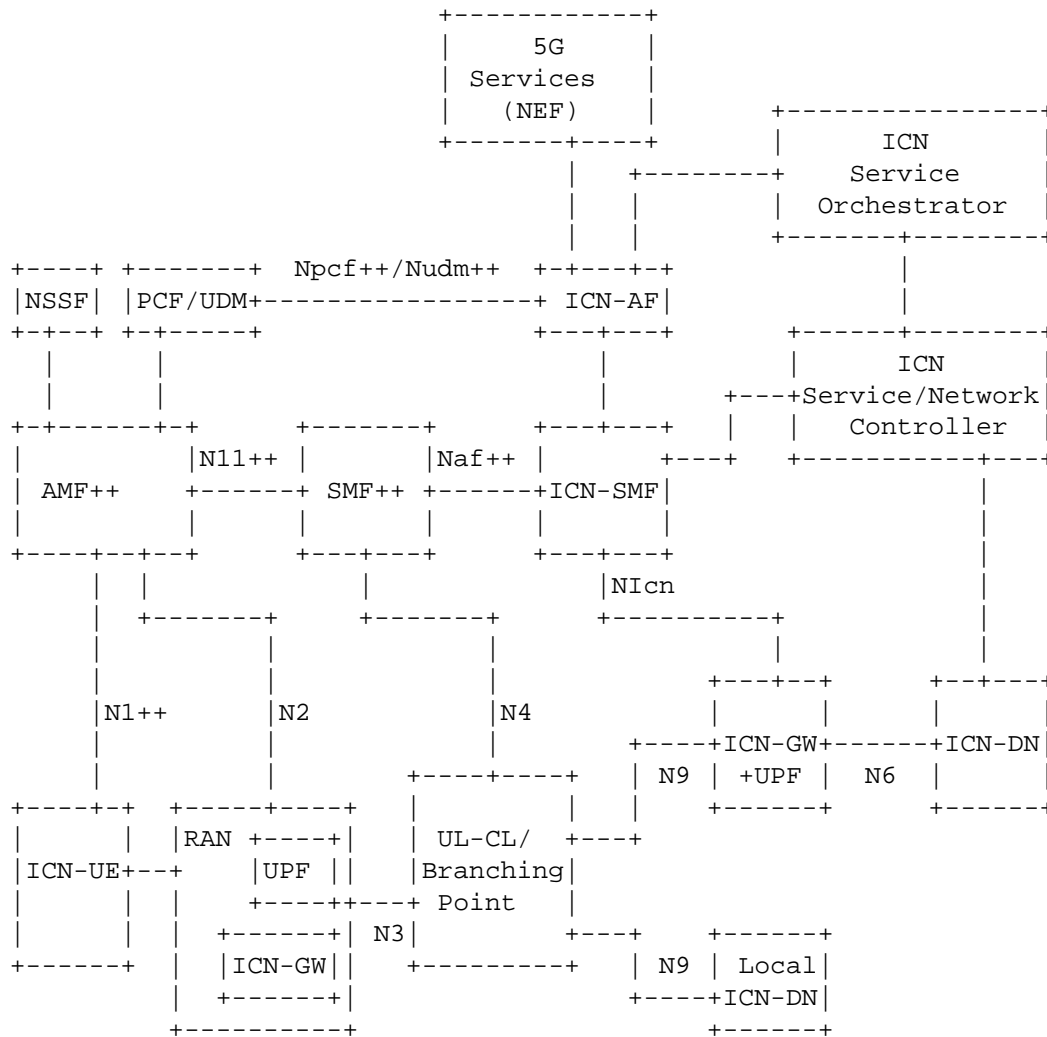 5G
Services
(NEF)
ICN
Service
Orchestrator
Npcf++/Nudm++
NSSF
PCF/UDM
ICN-AF
ICN
Service/Network
Controller
N11++
Naf++
AMF++
SMF++
ICN-SMF
NIcn
N1++
N2
N4
ICN-GW
ICN-DN
N9
+UPF
N6
RAN
UL-CL/
ICN-UE
UPF
Branching
Point
N3
ICN-GW
N9
Local
ICN-DN